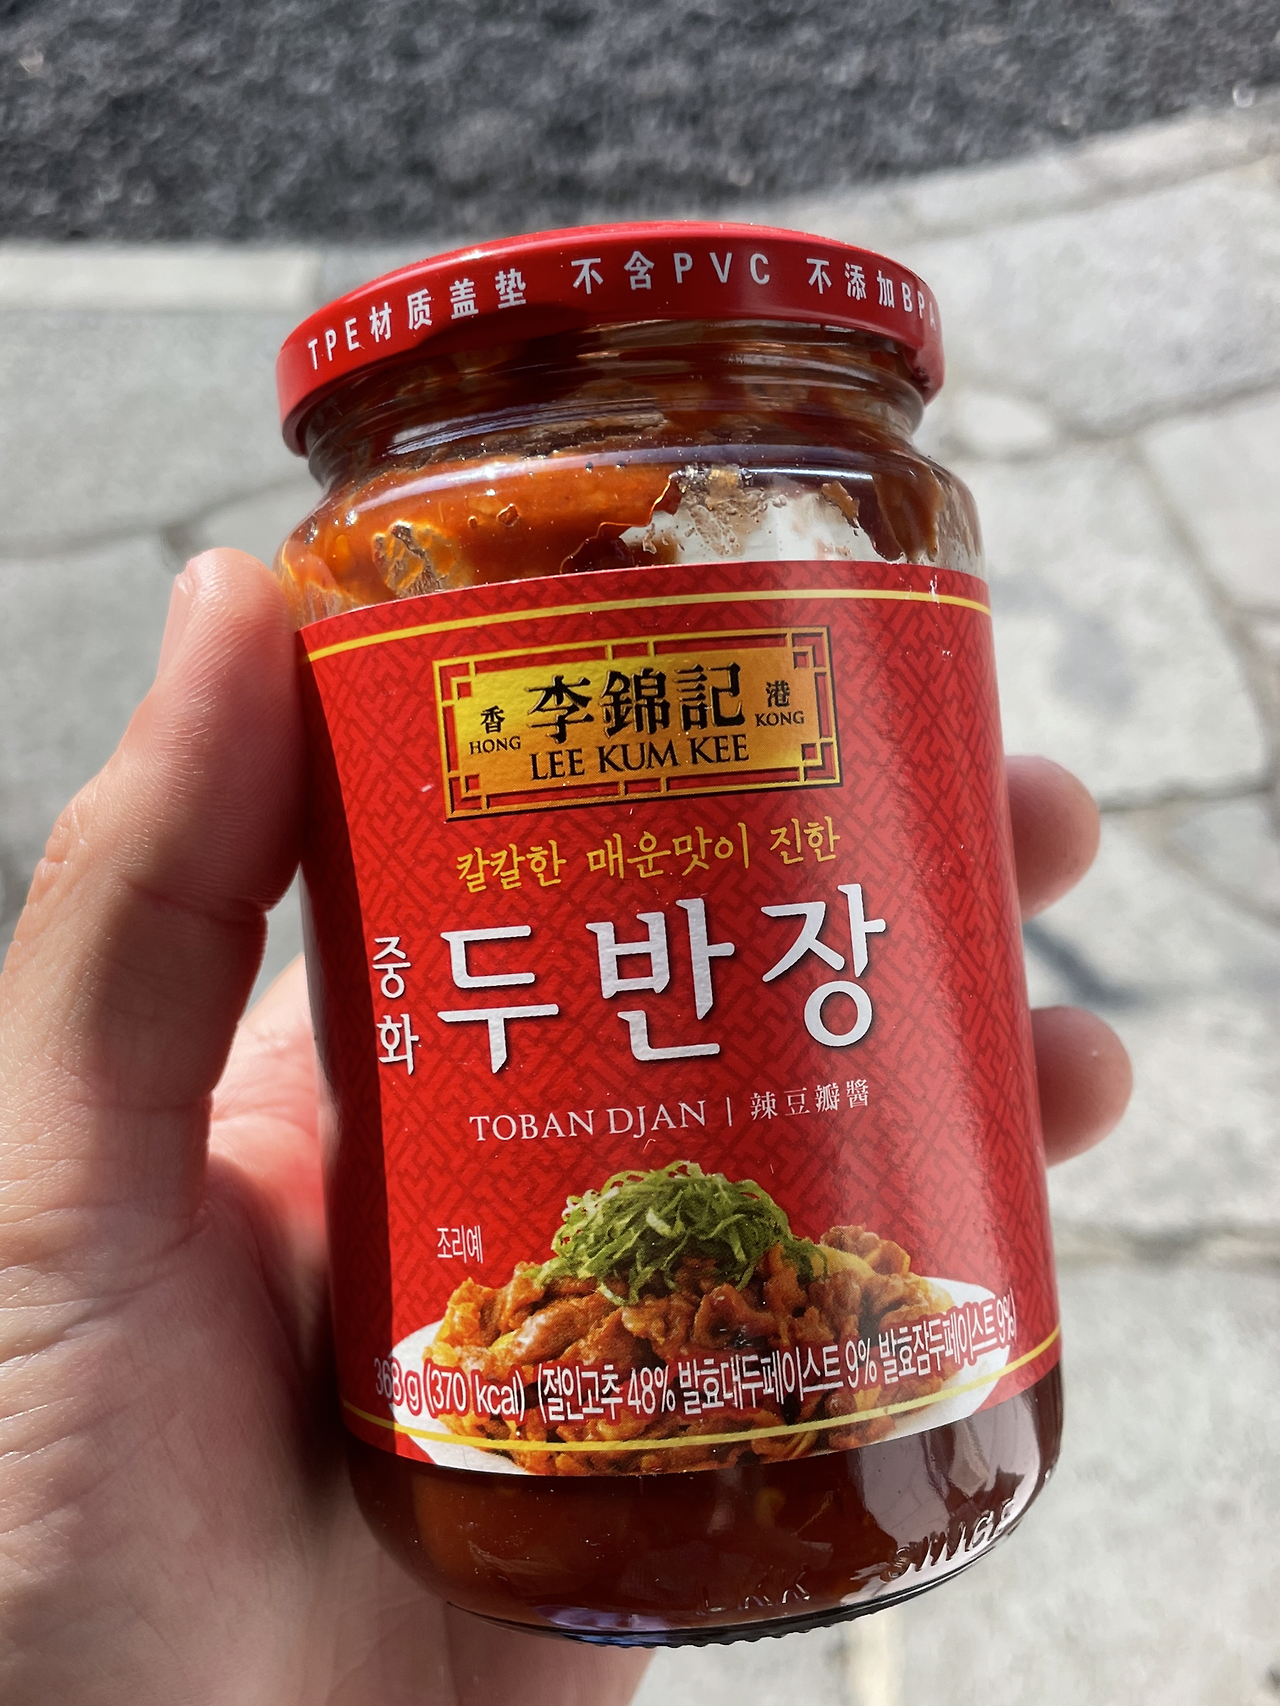 TPE材质盖垫 不含PVC 不添加BPA
香 李錦記 港
HONG LEE KUM KEE KONG
칼칼한 매운맛이 진한
중화 두반장
TOBAN DJAN | 辣豆瓣醬
조리예
368 g (370 kcal) (절인고추 48% 발효대두페이스트 9% 발효잠두페이스트 9%)
LKK SINCE